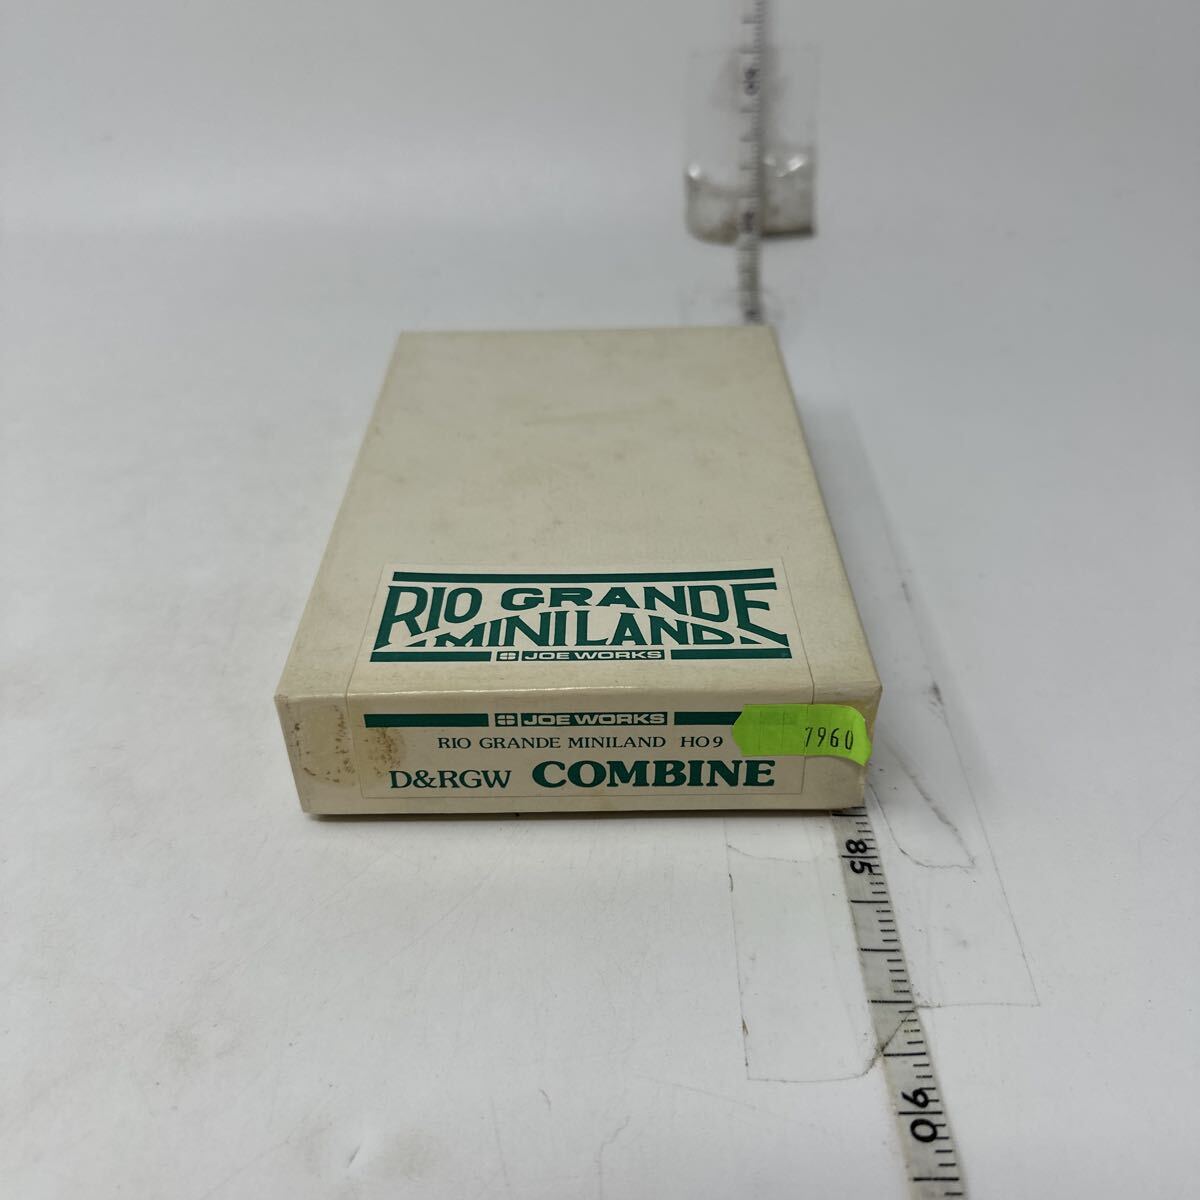 RIO GRANDE
MINILAND
JOE WORKS
JOE WORKS
RIO GRANDE MINILAND HO9
7960
D&RGW COMBINE
85
90